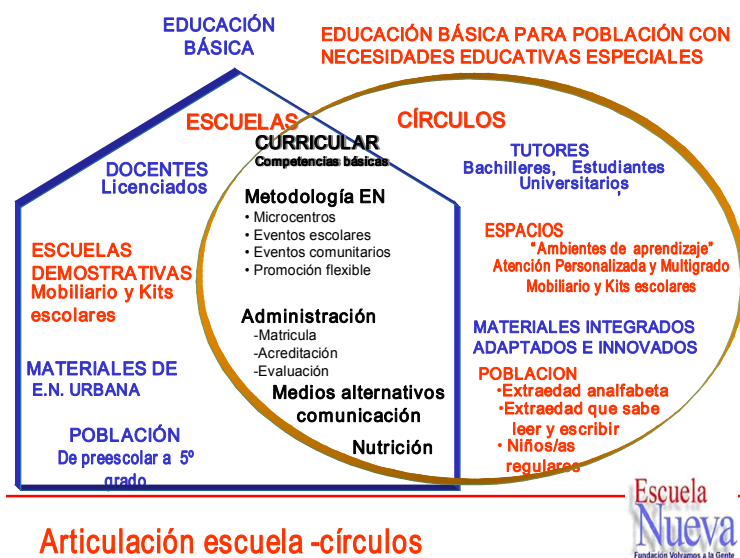 EDUCACIÓN
BÁSICA
EDUCACIÓN BÁSICA PARA POBLACIÓN CON
NECESIDADES EDUCATIVAS ESPECIALES
ESCUELAS
CÍRCULOS
CURRICULAR
Competencias básicas
DOCENTES
Licenciados
Metodología EN
• Microcentros
• Eventos escolares
• Eventos comunitarios
• Promoción flexible
TUTORES
Bachilleres, Estudiantes
Universitarios
,
ESCUELAS
DEMOSTRATIVAS
Mobiliario y Kits
escolares
ESPACIOS
"Ambientes de aprendizaje"
Atención Personalizada y Multigrado
Mobiliario y Kits escolares
Administración
-Matricula
-Acreditación
-Evaluación
MATERIALES INTEGRADOS
ADAPTADOS E INNOVADOS
MATERIALES DE
E.N. URBANA
Medios alternativos
comunicación
POBLACION
•Extraedad analfabeta
•Extraedad que sabe
leer y escribir
• Niños/as
regulares
POBLACIÓN
De preescolar a 5º
grado
Nutrición
Articulación escuela -círculos
Escuela
Nueva
Fundación Volvamos a la Gente